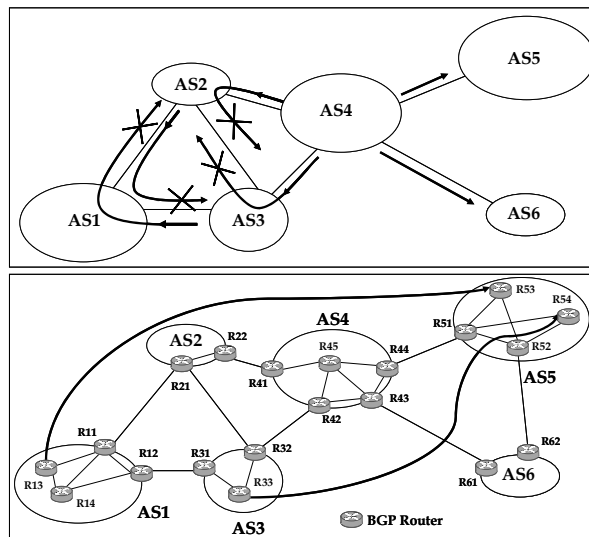 AS5
AS2
AS4
AS1
AS3
AS6
R53
R54
AS4
R51
R22
R44
AS2
R45
R52
R41
AS5
R21
R43
R42
R11
R12
R31
R32
R62
R13
R33
AS6
R14
R61
AS1
AS3
BGP Router